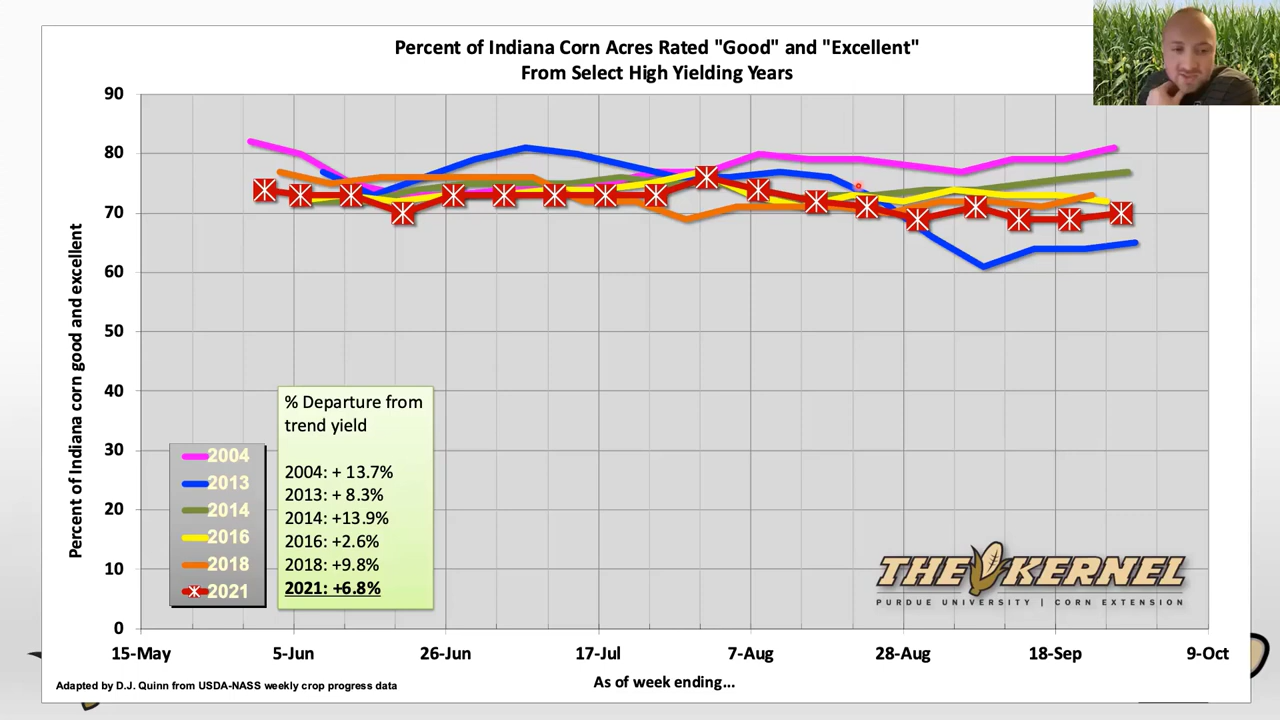 Percent of Indiana Corn Acres Rated "Good" and "Excellent"
From Select High Yielding Years
Percent of Indiana corn good and excellent
90
80
70
60
50
40
30
20
10
0
2004
2013
2014
2016
2018
2021
% Departure from
trend yield
2004: + 13.7%
2013: + 8.3%
2014: +13.9%
2016: +2.6%
2018: +9.8%
2021: +6.8%
THE KERNEL
PURDUE UNIVERSITY | CORN EXTENSION
15-May
5-Jun
26-Jun
17-Jul
7-Aug
28-Aug
18-Sep
9-Oct
As of week ending...
Adapted by D.J. Quinn from USDA-NASS weekly crop progress data